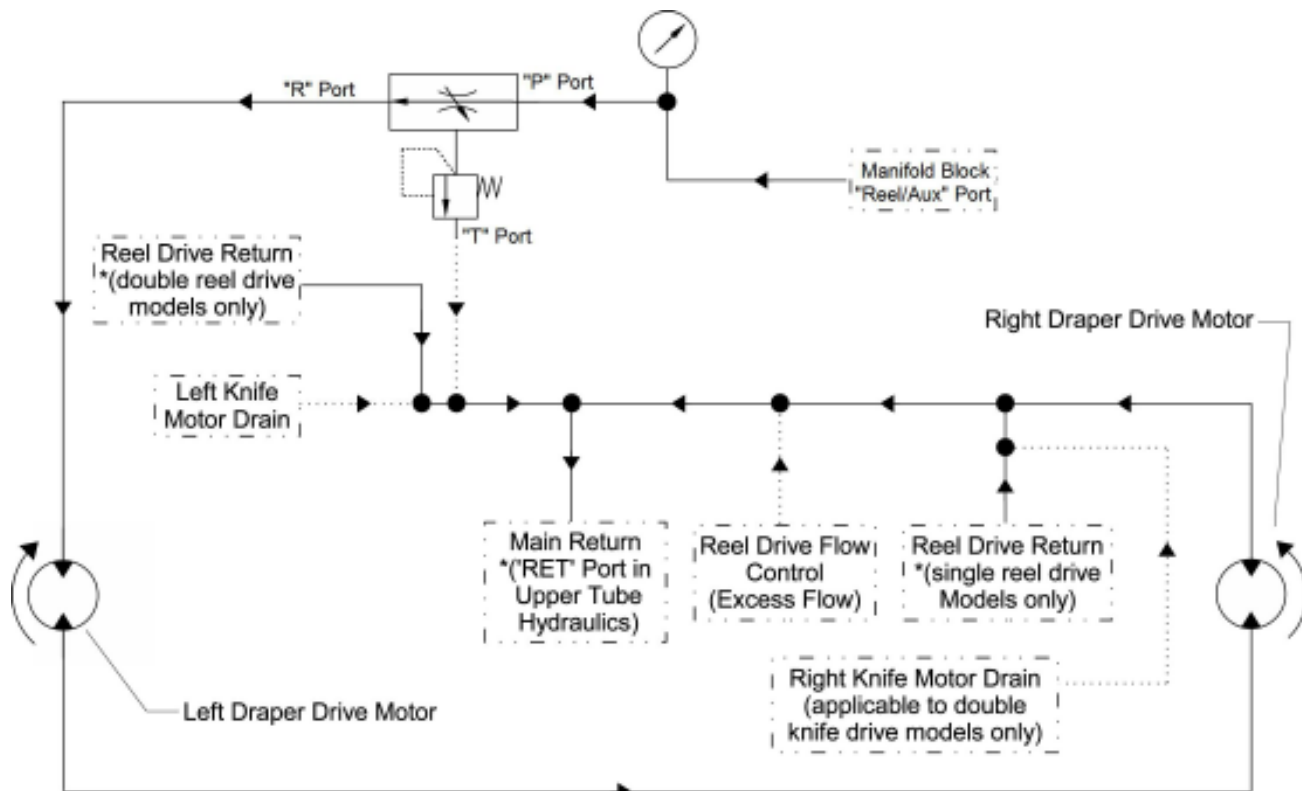 "R" Port
"P" Port
Manifold Block
"Reel/Aux" Port
"T" Port
Reel Drive Return
*(double reel drive
models only)
Right Draper Drive Motor
Left Knife
Motor Drain
Main Return
*('RET' Port in
Upper Tube
Hydraulics)
Reel Drive Flow
Control
(Excess Flow)
Reel Drive Return
*(single reel drive
Models only)
Right Knife Motor Drain
(applicable to double
knife drive models only)
Left Draper Drive Motor